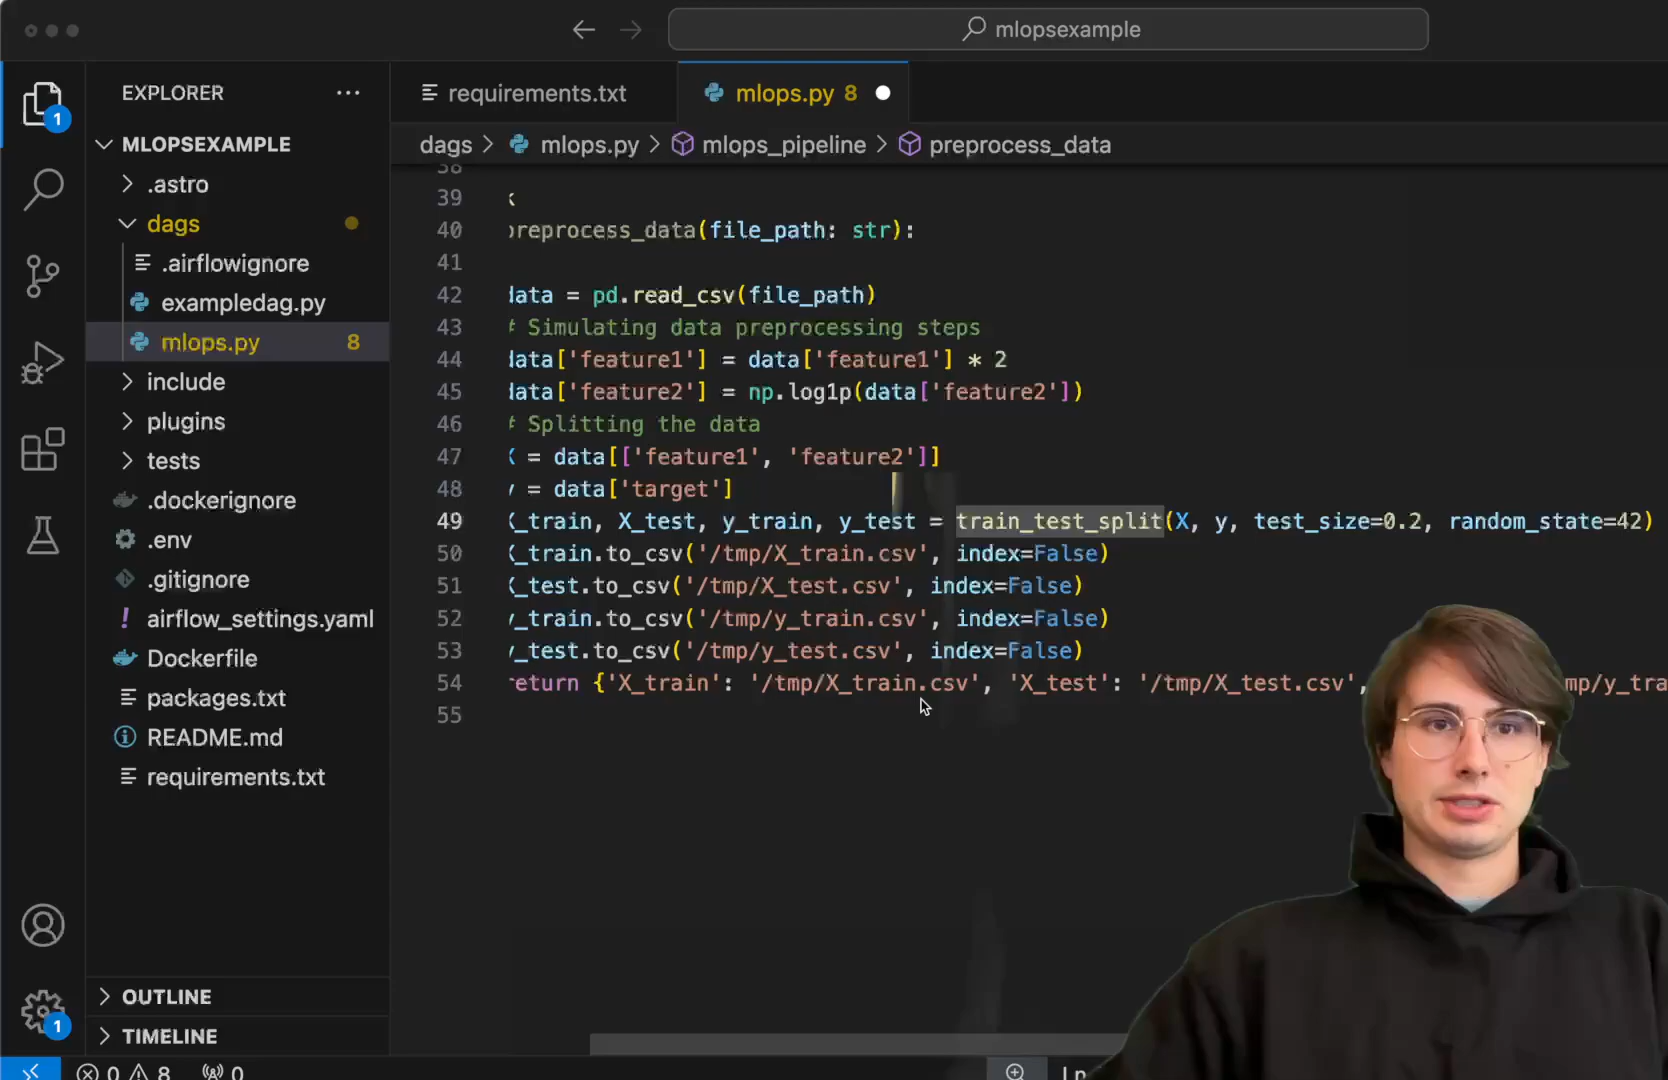 mlopsexample
EXPLORER
requirements.txt
mlops.py 8
MLOPSEXAMPLE
dags > mlops.py > mlops_pipeline > preprocess_data
.astro
dags
.airflowignore
exampledag.py
mlops.py 8
include
plugins
tests
.dockerignore
.env
.gitignore
airflow_settings.yaml
Dockerfile
packages.txt
README.md
requirements.txt
OUTLINE
TIMELINE
38
39
40 preprocess_data(file_path: str):
41
42 data = pd.read_csv(file_path)
43 # Simulating data preprocessing steps
44 data['feature1'] = data['feature1'] * 2
45 data['feature2'] = np.log1p(data['feature2'])
46 # Splitting the data
47 X = data[['feature1', 'feature2']]
48 y = data['target']
49 X_train, X_test, y_train, y_test = train_test_split(X, y, test_size=0.2, random_state=42)
50 X_train.to_csv('/tmp/X_train.csv', index=False)
51 X_test.to_csv('/tmp/X_test.csv', index=False)
52 y_train.to_csv('/tmp/y_train.csv', index=False)
53 y_test.to_csv('/tmp/y_test.csv', index=False)
54 return {'X_train': '/tmp/X_train.csv', 'X_test': '/tmp/X_test.csv', mp/y_tra
55
1
1
0 8 0
Ln